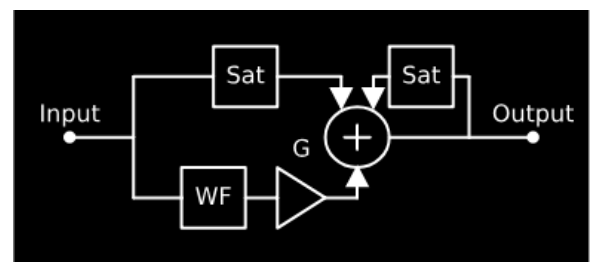 Sat
Sat
Input
Output
+
G
WF